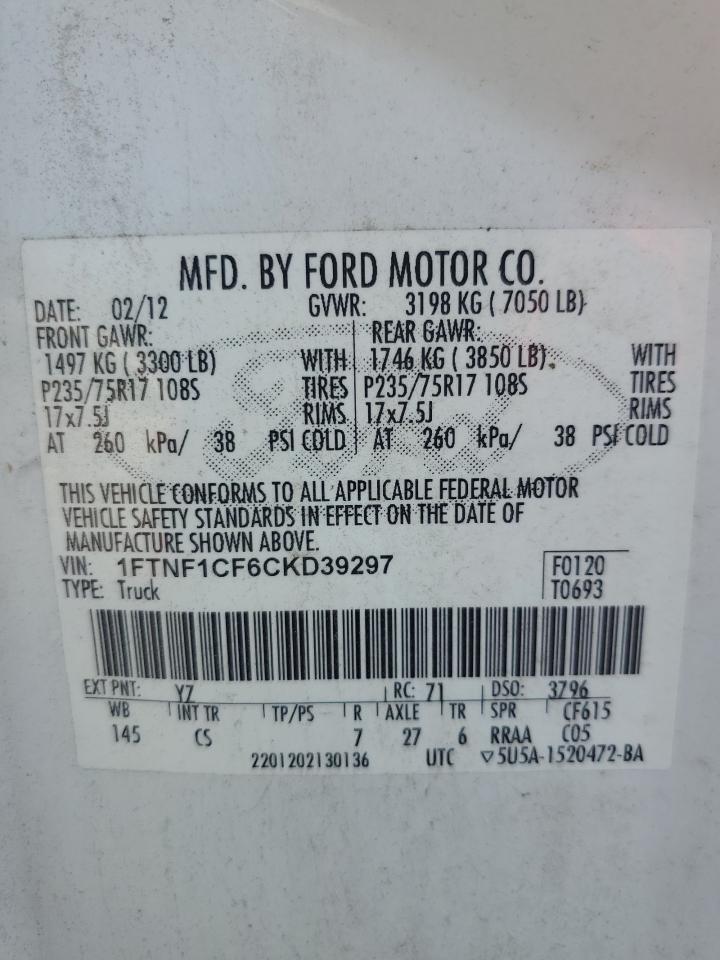 MFD. BY FORD MOTOR CO.
DATE: 02/12 GVWR: 3198 KG ( 7050 LB)
FRONT GAWR: REAR GAWR:
1497 KG ( 3300 LB) WITH 1746 KG ( 3850 LB). WITH
P235/75R17 108S TIRES P235/75R17 108S TIRES
17x7.5J RIMS 17x7.5J RIMS
AT 260 kPa/ 38 PSI COLD AT 260 kPa/ 38 PSI COLD
THIS VEHICLE CONFORMS TO ALL APPLICABLE FEDERAL MOTOR
VEHICLE SAFETY STANDARDS IN EFFECT ON THE DATE OF
MANUFACTURE SHOWN ABOVE.
VIN: 1FTNF1CF6CKD39297 F0120
TYPE: Truck T0693
EXT PNT: YZ RC: 71 DSO: 3796
WB INT TR TP/PS R AXLE TR SPR CF615
145 CS 7 27 6 RRAA C05
2201202130136 UTC ▽5U5A-1520472-BA